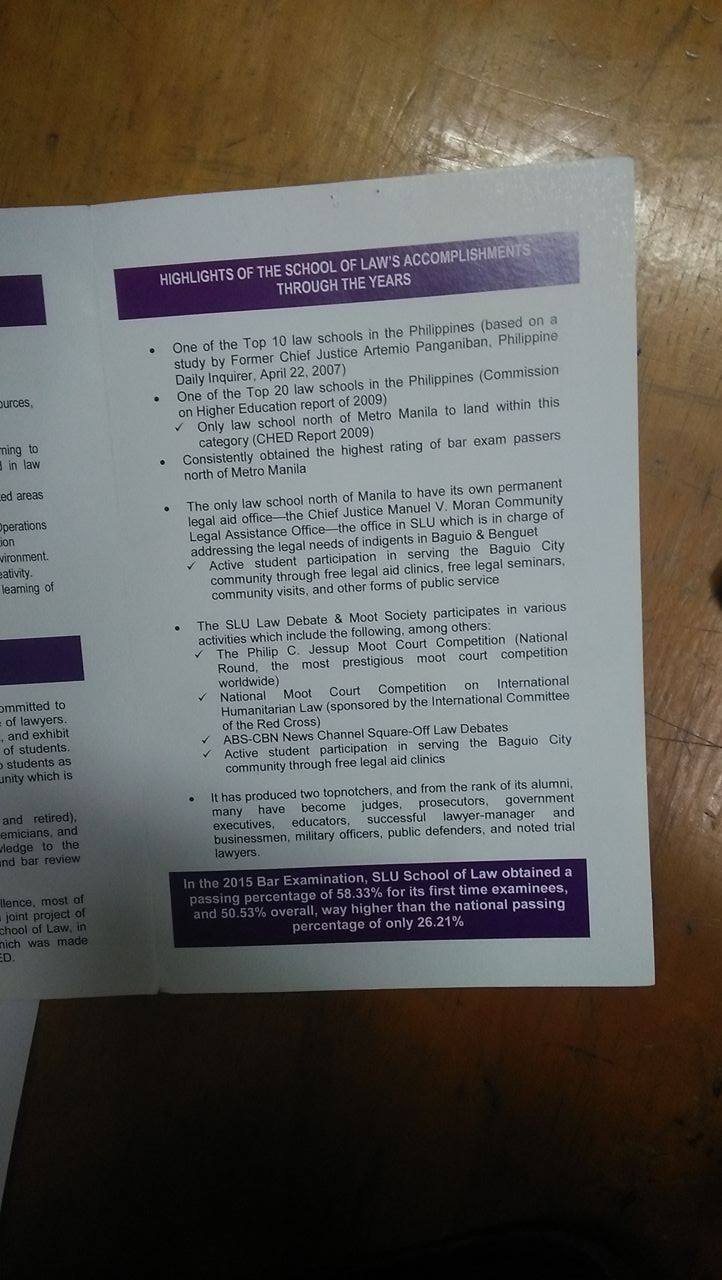 ources,
ning to
d in law
ed areas
Operations
ion
vironment.
eativity.
learning of
ommitted to
of lawyers.
, and exhibit
of students.
o students as
unity which is
and retired),
emicians, and
wledge to the
and bar review
llence, most of
joint project of
chool of Law, in
hich was made
ED.
HIGHLIGHTS OF THE SCHOOL OF LAW'S ACCOMPLISHMENTS
THROUGH THE YEARS
• One of the Top 10 law schools in the Philippines (based on a
study by Former Chief Justice Artemio Panganiban, Philippine
Daily Inquirer, April 22, 2007)
• One of the Top 20 law schools in the Philippines (Commission
on Higher Education report of 2009)
✓ Only law school north of Metro Manila to land within this
category (CHED Report 2009)
• Consistently obtained the highest rating of bar exam passers
north of Metro Manila
• The only law school north of Manila to have its own permanent
legal aid office—the Chief Justice Manuel V. Moran Community
Legal Assistance Office—the office in SLU which is in charge of
addressing the legal needs of indigents in Baguio & Benguet
✓ Active student participation in serving the Baguio City
community through free legal aid clinics, free legal seminars,
community visits, and other forms of public service
• The SLU Law Debate & Moot Society participates in various
activities which include the following, among others:
✓ The Philip C. Jessup Moot Court Competition (National
Round, the most prestigious moot court competition
worldwide)
✓ National Moot Court Competition on International
Humanitarian Law (sponsored by the International Committee
of the Red Cross)
✓ ABS-CBN News Channel Square-Off Law Debates
✓ Active student participation in serving the Baguio City
community through free legal aid clinics
• It has produced two topnotchers, and from the rank of its alumni,
many have become judges, prosecutors, government
executives, educators, successful lawyer-manager and
businessmen, military officers, public defenders, and noted trial
lawyers.
In the 2015 Bar Examination, SLU School of Law obtained a
passing percentage of 58.33% for its first time examinees,
and 50.53% overall, way higher than the national passing
percentage of only 26.21%